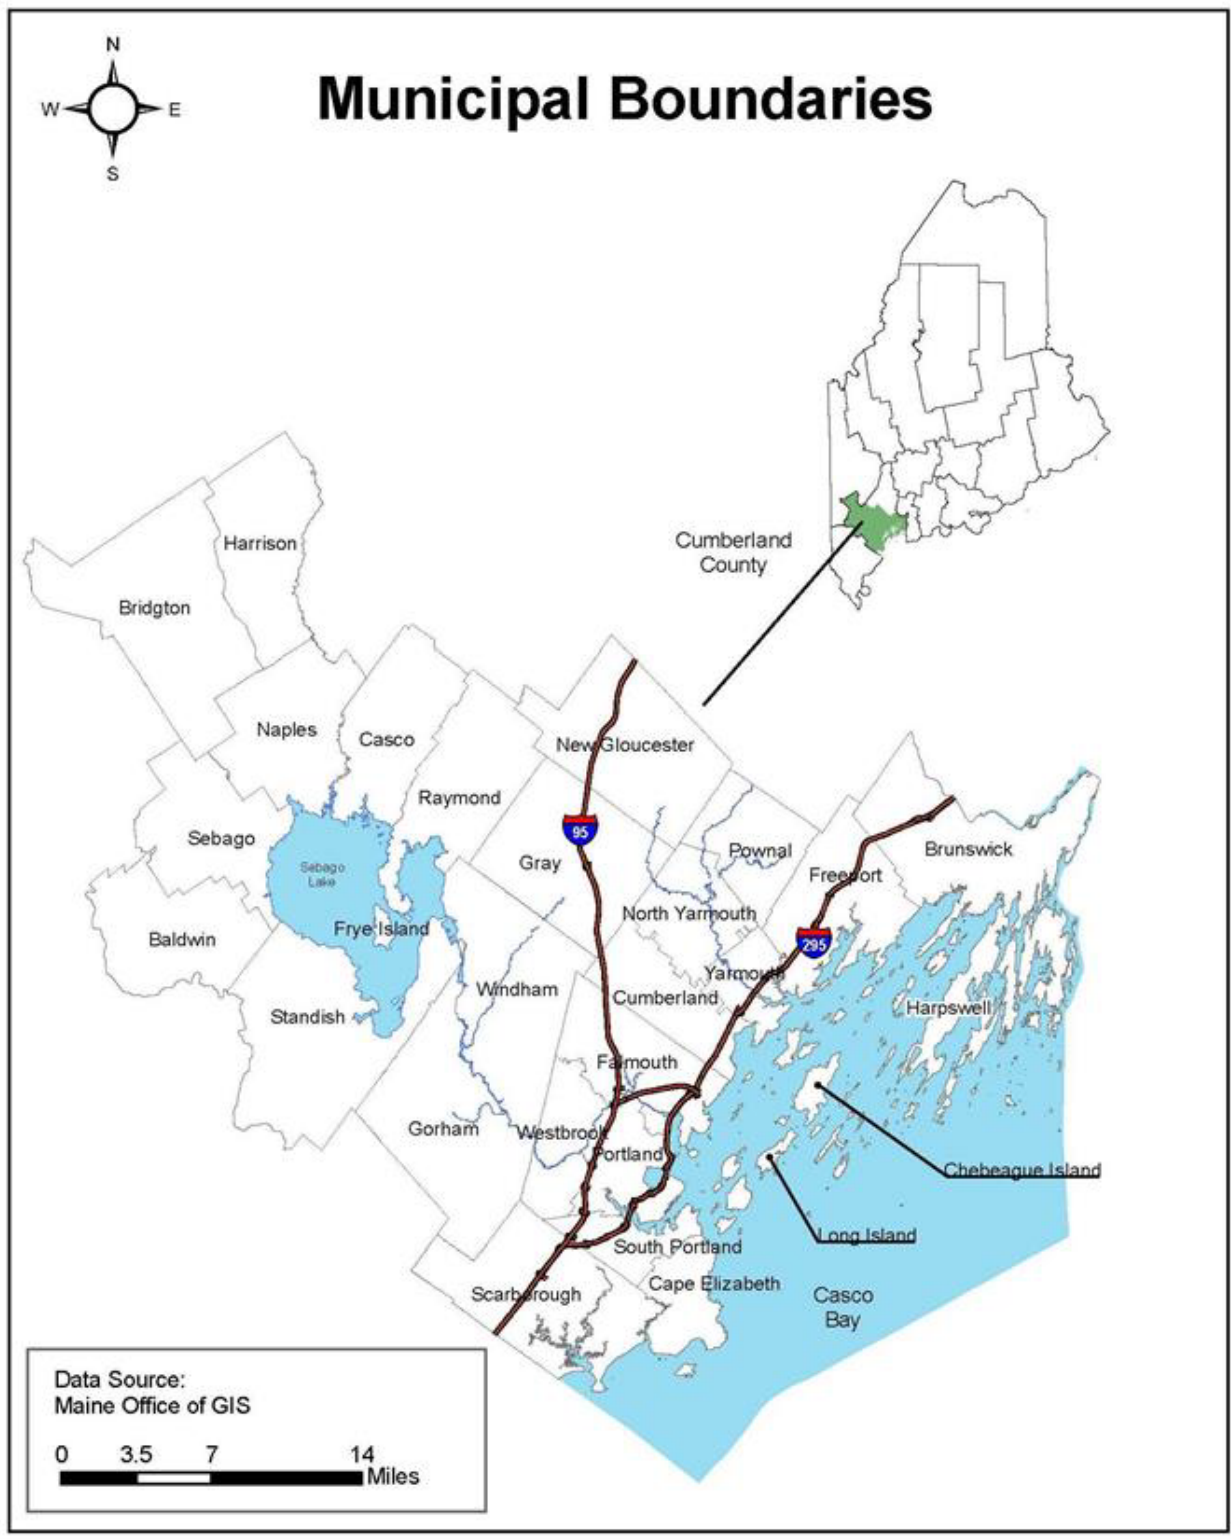 N
Municipal Boundaries
W
E
S
Cumberland
County
Harrison
Bridgton
Naples
Casco
New Gloucester
Raymond
95
Sebago
Pownal
Brunswick
Gray
Sebago
Lake
Freeport
North Yarmouth
Frye Island
Baldwin
295
Yarmouth
Windham
Cumberland
Harpswell
Standish
Falmouth
Gorham
Westbrook
Portland
Chebeague Island
Long Island
South Portland
Cape Elizabeth
Scarborough
Casco
Bay
Data Source:
Maine Office of GIS
0 3.5 7 14
Miles